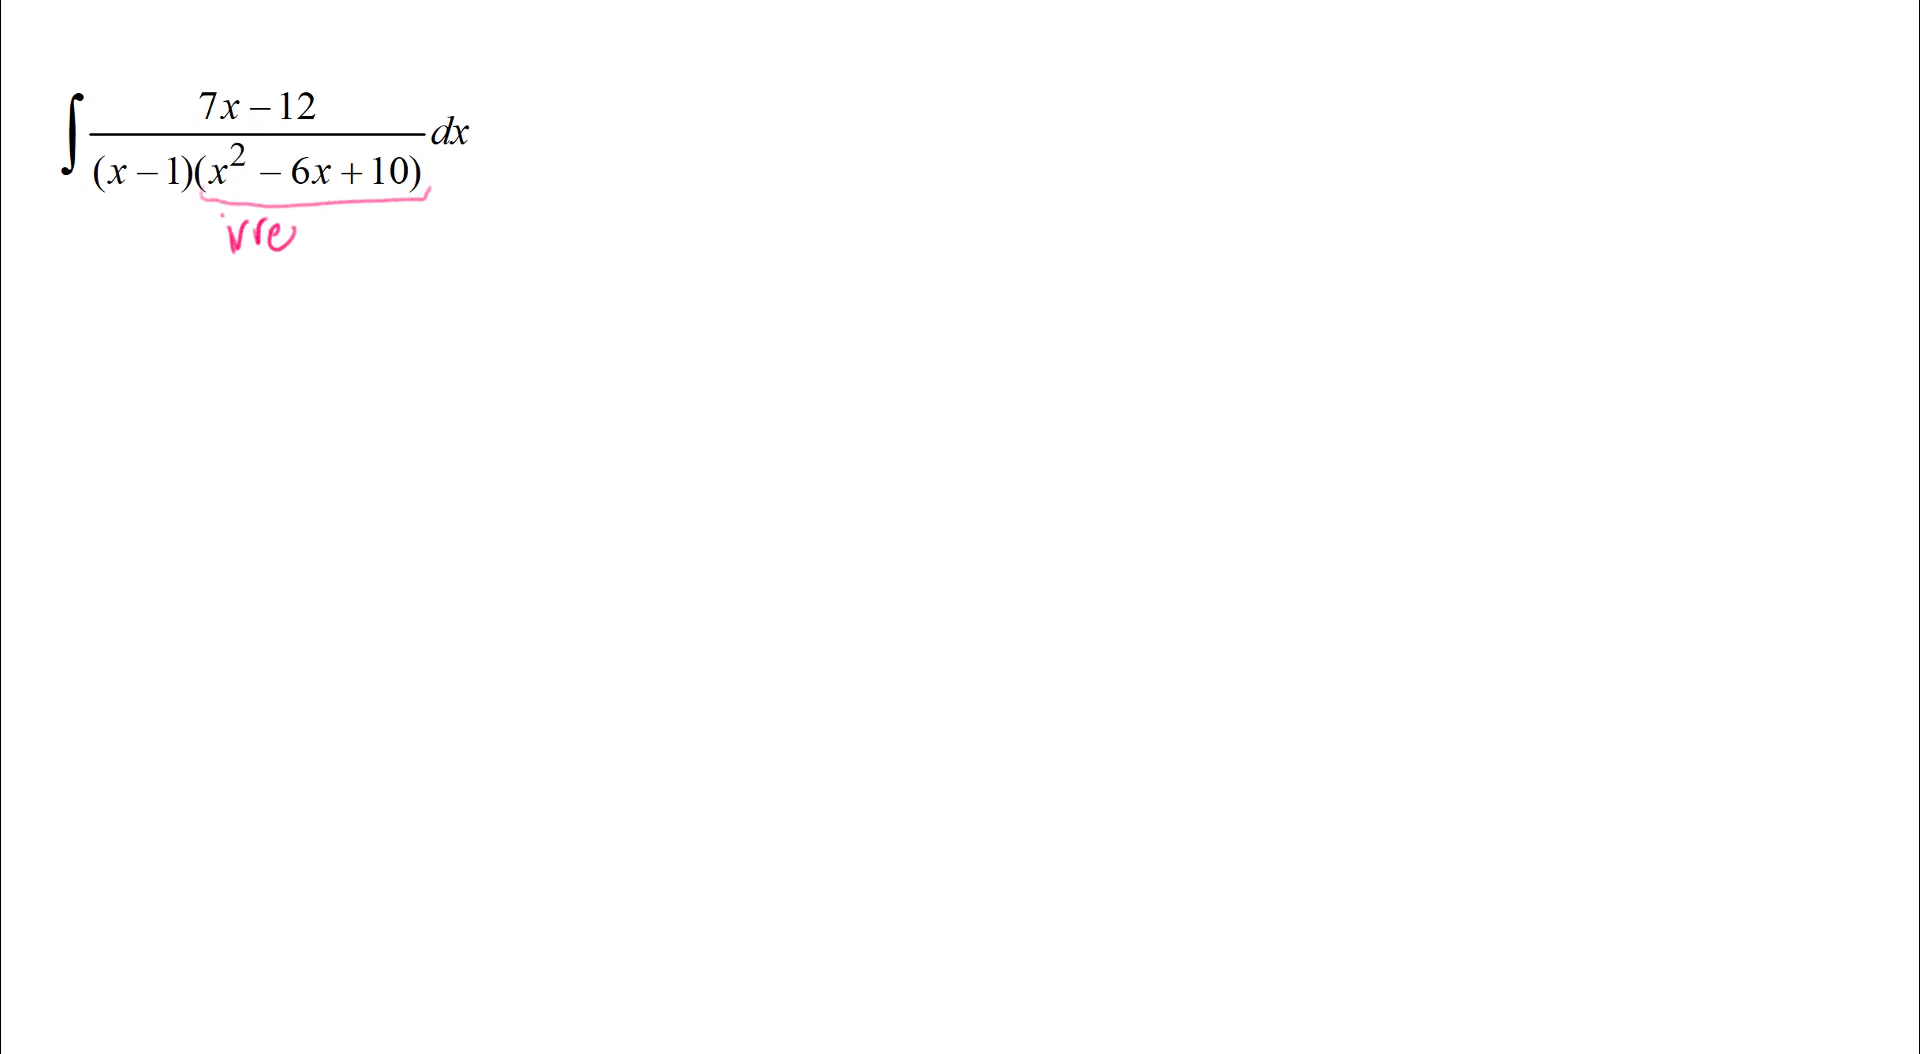 ∫ (7x − 12) / ((x − 1)(x² − 6x + 10)) dx
irre